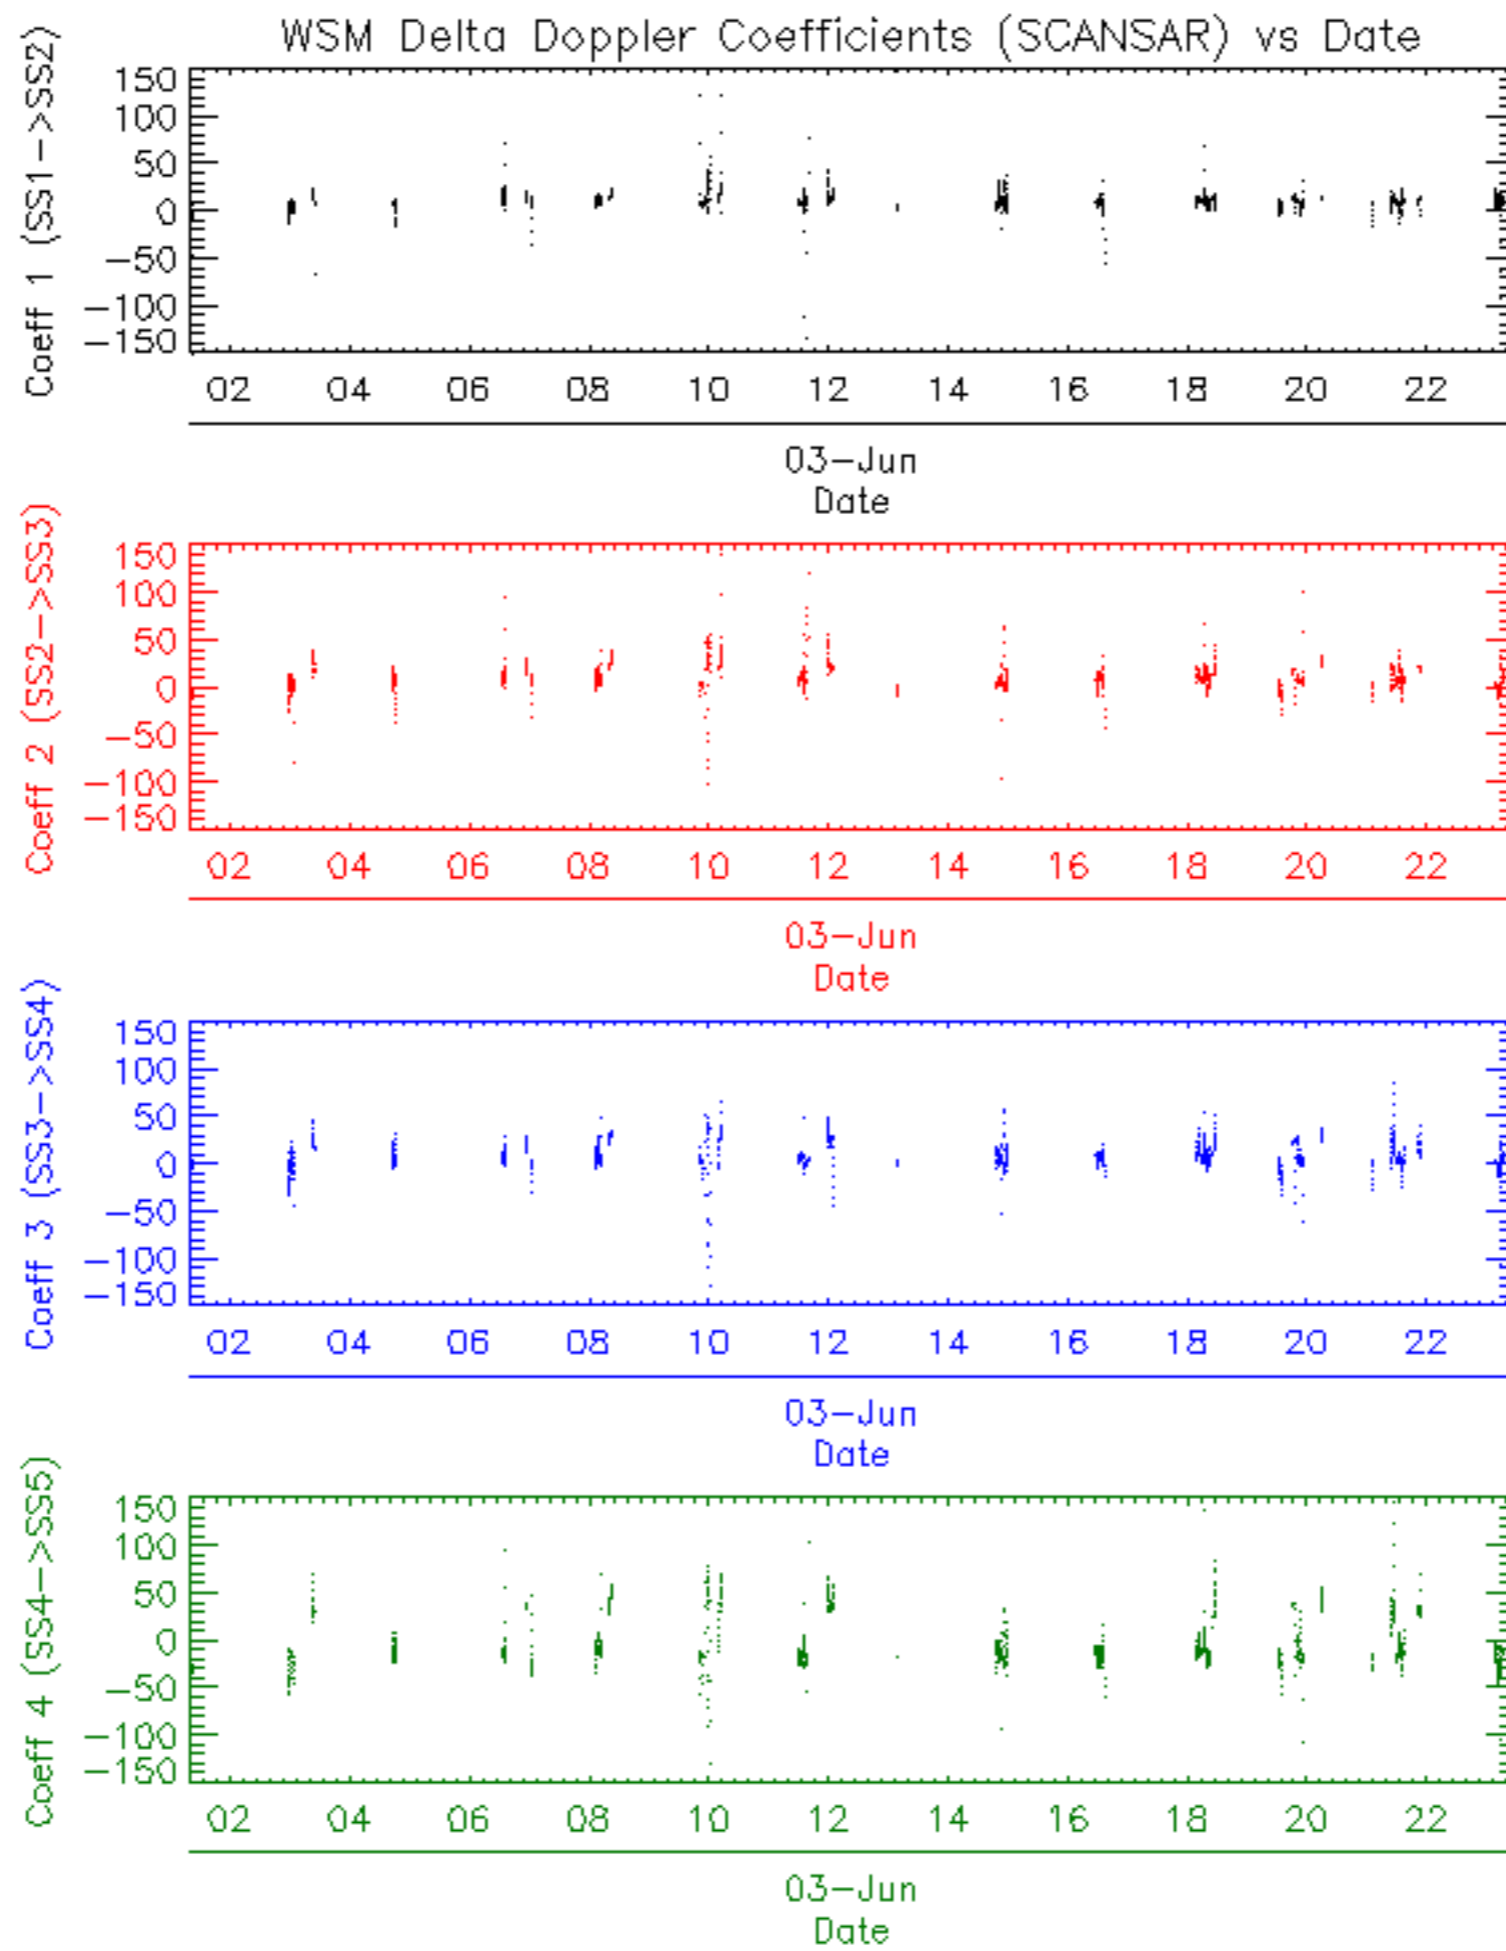 WSM Delta Doppler Coefficients (SCANSAR) vs Date
Coeff 1 (SS1->SS2)
150
100
50
0
-50
-100
-150
02 04 06 08 10 12 14 16 18 20 22
03-Jun
Date
Coeff 2 (SS2->SS3)
150
100
50
0
-50
-100
-150
02 04 06 08 10 12 14 16 18 20 22
03-Jun
Date
Coeff 3 (SS3->SS4)
150
100
50
0
-50
-100
-150
02 04 06 08 10 12 14 16 18 20 22
03-Jun
Date
Coeff 4 (SS4->SS5)
150
100
50
0
-50
-100
-150
02 04 06 08 10 12 14 16 18 20 22
03-Jun
Date